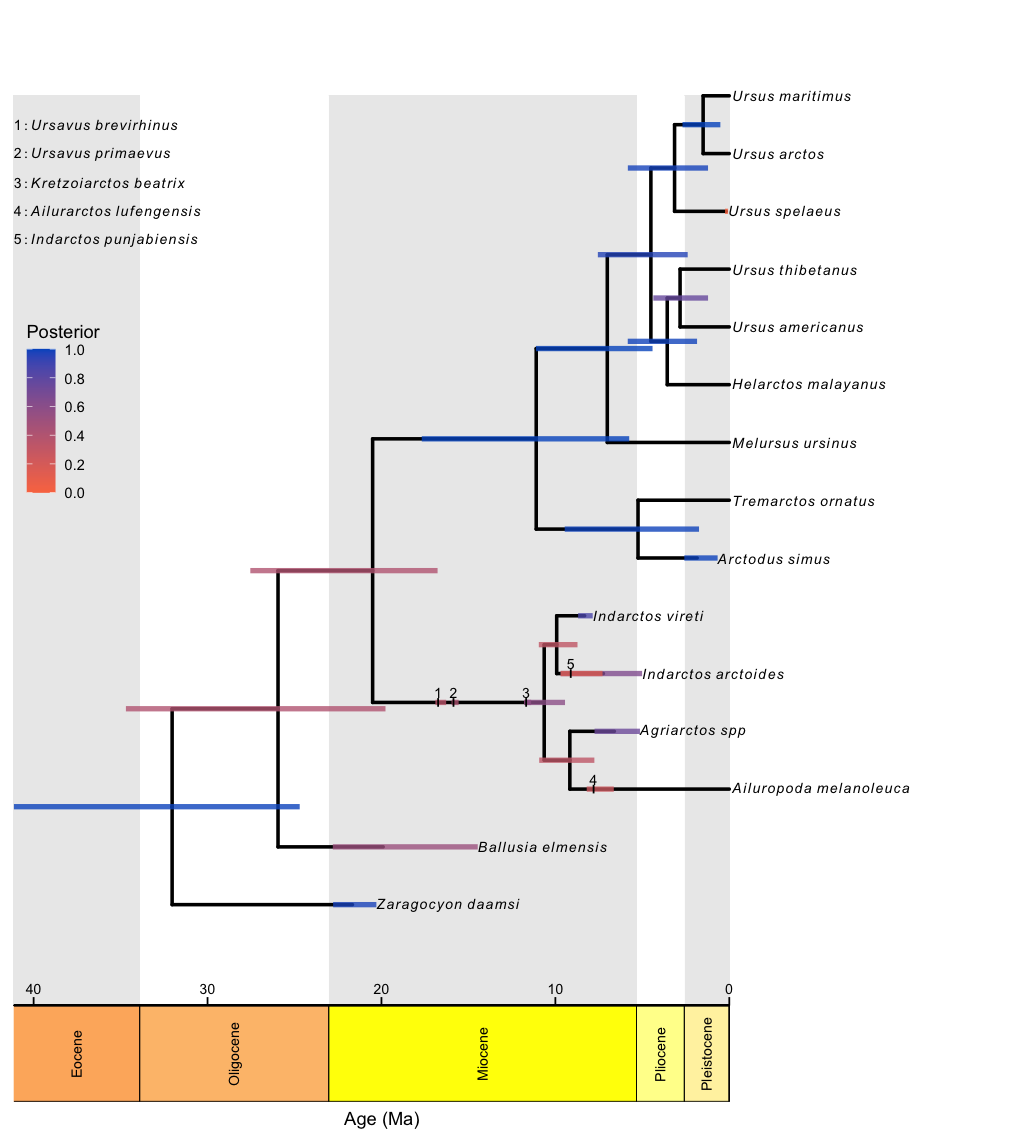 Ursus maritimus
1: Ursavus brevirhinus
2: Ursavus primaevus
Ursus arctos
3: Kretzoiarctos beatrix
4: Ailurarctos lufengensis
Ursus spelaeus
5: Indarctos punjabiensis
Ursus thibetanus
Ursus americanus
Posterior
1.0
0.8
0.6
0.4
0.2
0.0
Helarctos malayanus
Melursus ursinus
Tremarctos ornatus
Arctodus simus
Indarctos vireti
5
Indarctos arctoides
1 2 3
Agriarctos spp
4
Ailuropoda melanoleuca
Ballusia elmensis
Zaragocyon daamsi
40 30 20 10 0
Eocene
Oligocene
Miocene
Pliocene
Pleistocene
Age (Ma)